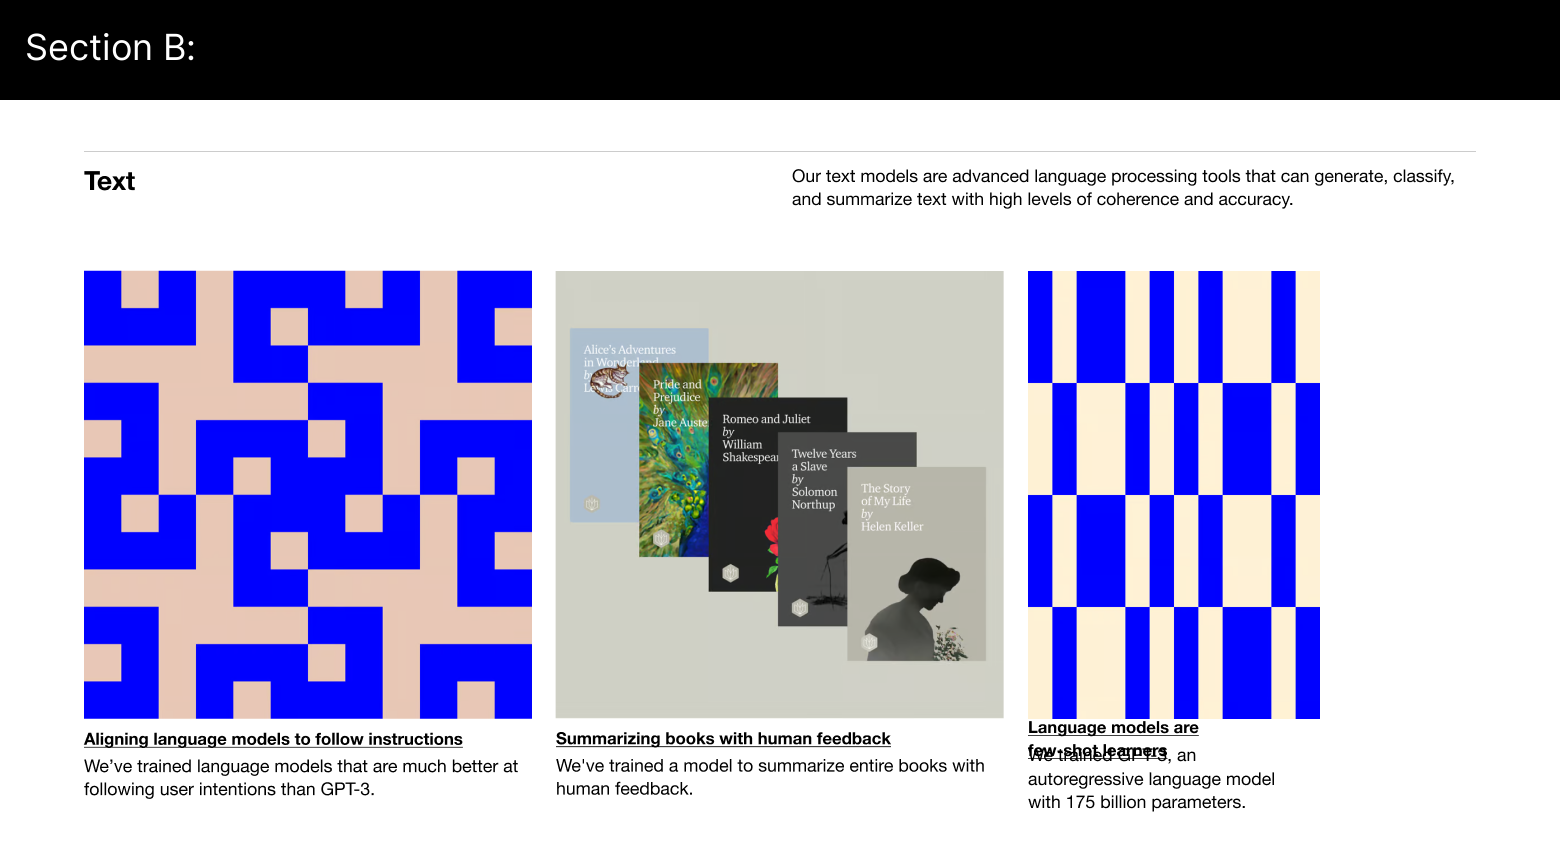 Section B:
Text
Our text models are advanced language processing tools that can generate, classify,
and summarize text with high levels of coherence and accuracy.
Alice's Adventures
in Wonderland
by
Lewis Carr
Pride and
Prejudice
by
Jane Auste
Romeo and Juliet
by
William
Shakespear
Twelve Years
a Slave
by
Solomon
Northup
The Story
of My Life
by
Helen Keller
Aligning language models to follow instructions
We’ve trained language models that are much better at
following user intentions than GPT-3.
Summarizing books with human feedback
We've trained a model to summarize entire books with
human feedback.
Language models are
few-shot learners
We trained GPT-3, an
autoregressive language model
with 175 billion parameters.